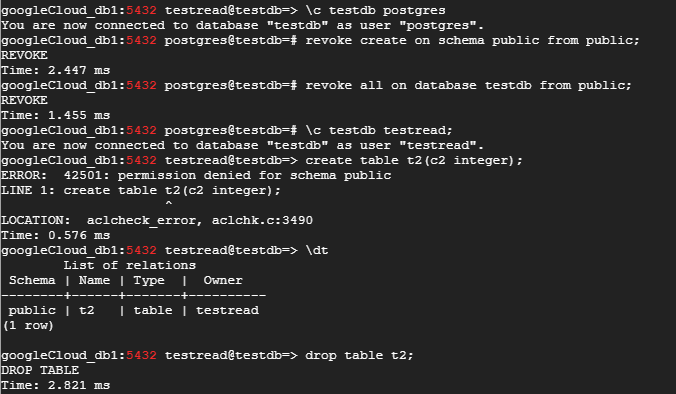 googleCloud_db1:5432 testread@testdb=> \c testdb postgres
You are now connected to database "testdb" as user "postgres".
googleCloud_db1:5432 postgres@testdb=# revoke create on schema public from public;
REVOKE
Time: 2.447 ms
googleCloud_db1:5432 postgres@testdb=# revoke all on database testdb from public;
REVOKE
Time: 1.455 ms
googleCloud_db1:5432 postgres@testdb=# \c testdb testread;
You are now connected to database "testdb" as user "testread".
googleCloud_db1:5432 testread@testdb=> create table t2(c2 integer);
ERROR:  42501: permission denied for schema public
LINE 1: create table t2(c2 integer);
                     ^
LOCATION:  aclcheck_error, aclchk.c:3490
Time: 0.576 ms
googleCloud_db1:5432 testread@testdb=> \dt
        List of relations
 Schema | Name | Type  |  Owner
--------+------+-------+----------
 public | t2   | table | testread
(1 row)

googleCloud_db1:5432 testread@testdb=> drop table t2;
DROP TABLE
Time: 2.821 ms